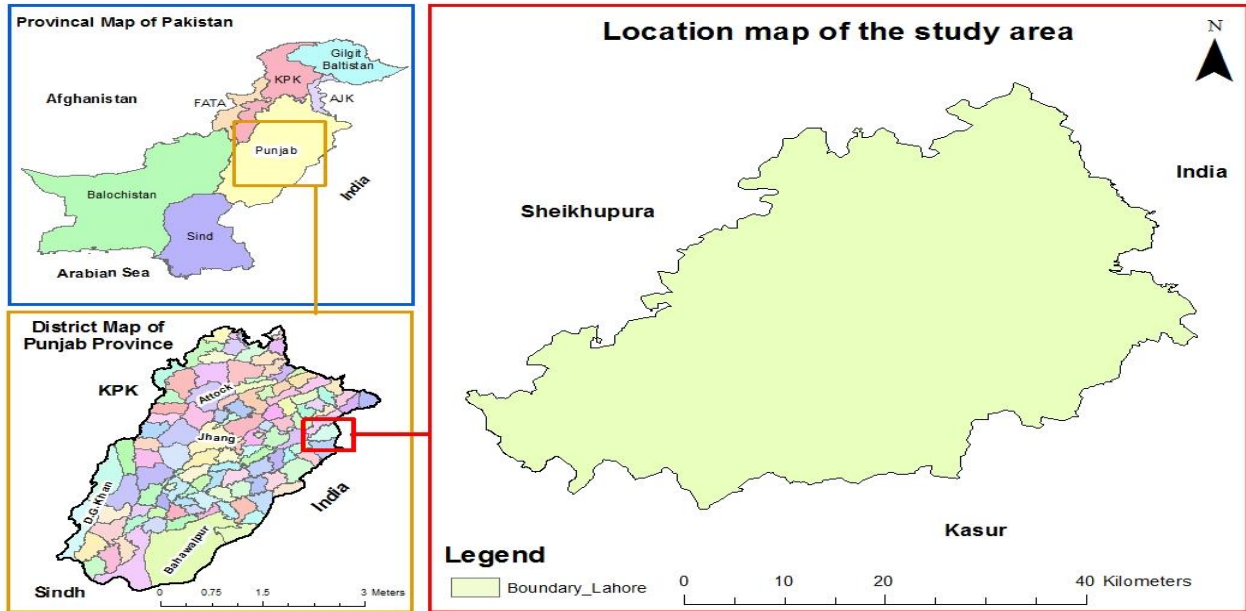 Provincal Map of Pakistan
Gilgit
Baltistan
KPK
Afghanistan
FATA
AJK
Punjab
India
Balochistan
Sind
Arabian Sea
District Map of
Punjab Province
KPK
Attock
Jhang
D.G.Khan
India
Bahawalpur
Sindh
0 0.75 1.5 3 Meters
Location map of the study area
N
India
Sheikhupura
Kasur
Legend
Boundary_Lahore
0 10 20 40 Kilometers